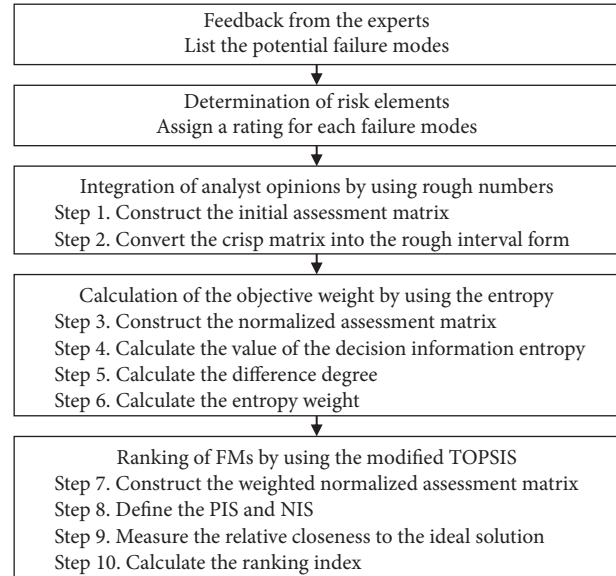 Feedback from the experts
List the potential failure modes
Determination of risk elements
Assign a rating for each failure modes
Integration of analyst opinions by using rough numbers
Step 1. Construct the initial assessment matrix
Step 2. Convert the crisp matrix into the rough interval form
Calculation of the objective weight by using the entropy
Step 3. Construct the normalized assessment matrix
Step 4. Calculate the value of the decision information entropy
Step 5. Calculate the difference degree
Step 6. Calculate the entropy weight
Ranking of FMs by using the modified TOPSIS
Step 7. Construct the weighted normalized assessment matrix
Step 8. Define the PIS and NIS
Step 9. Measure the relative closeness to the ideal solution
Step 10. Calculate the ranking index